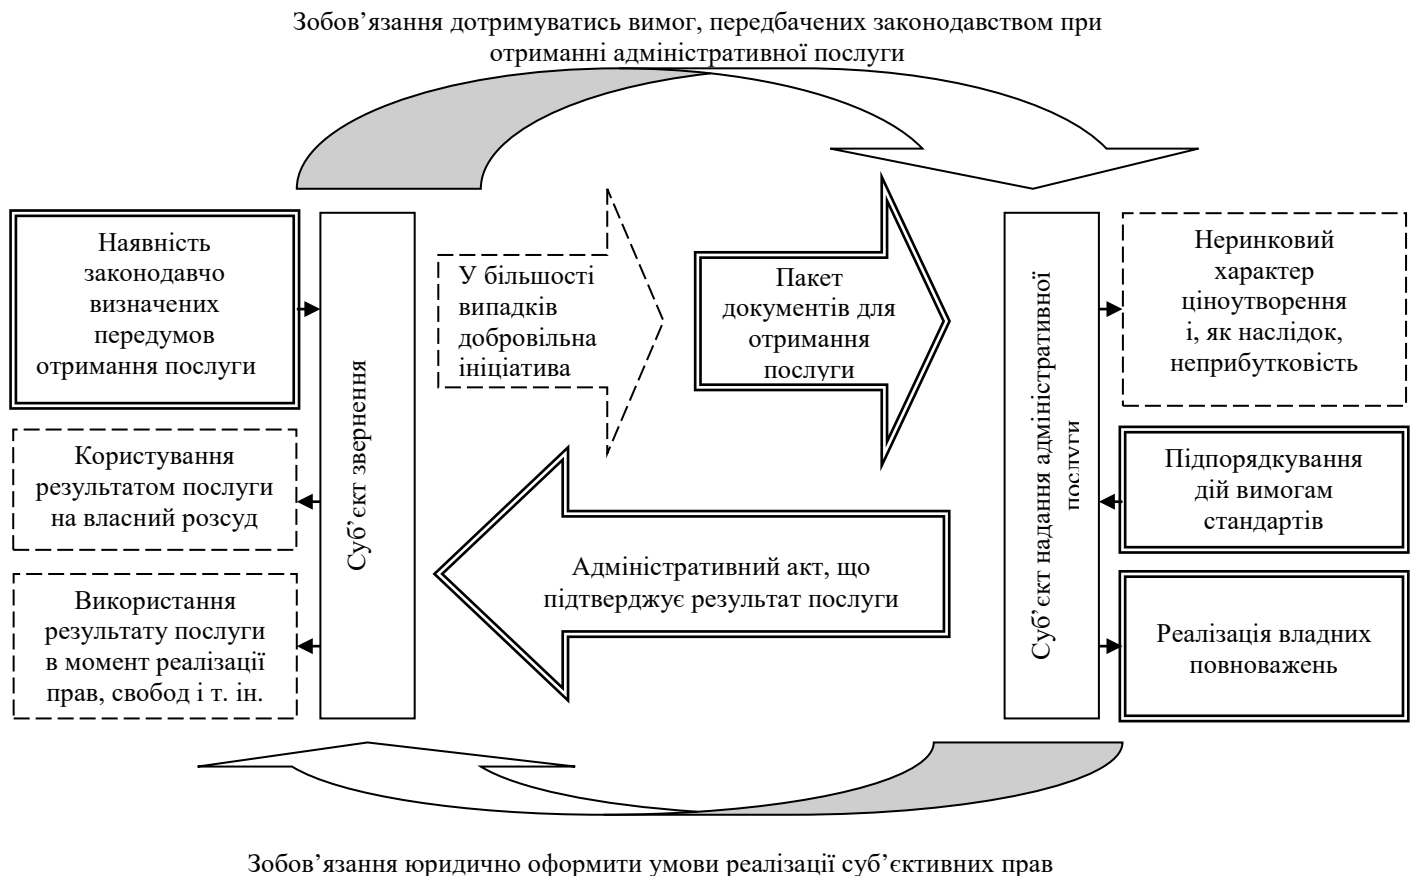 Зобов’язання дотримуватись вимог, передбачених законодавством при
отриманні адміністративної послуги
Наявність
законодавчо
визначених
передумов
отримання послуги
Користування
результатом послуги
на власний розсуд
Використання
результату послуги
в момент реалізації
прав, свобод і т. ін.
Суб’єкт звернення
У більшості
випадків
добровільна
ініціатива
Пакет
документів для
отримання
послуги
Адміністративний акт, що
підтверджує результат послуги
Суб’єкт надання адміністративної
послуги
Неринковий
характер
ціноутворення
і, як наслідок,
неприбутковість
Підпорядкування
дій вимогам
стандартів
Реалізація владних
повноважень
Зобов’язання юридично оформити умови реалізації суб’єктивних прав